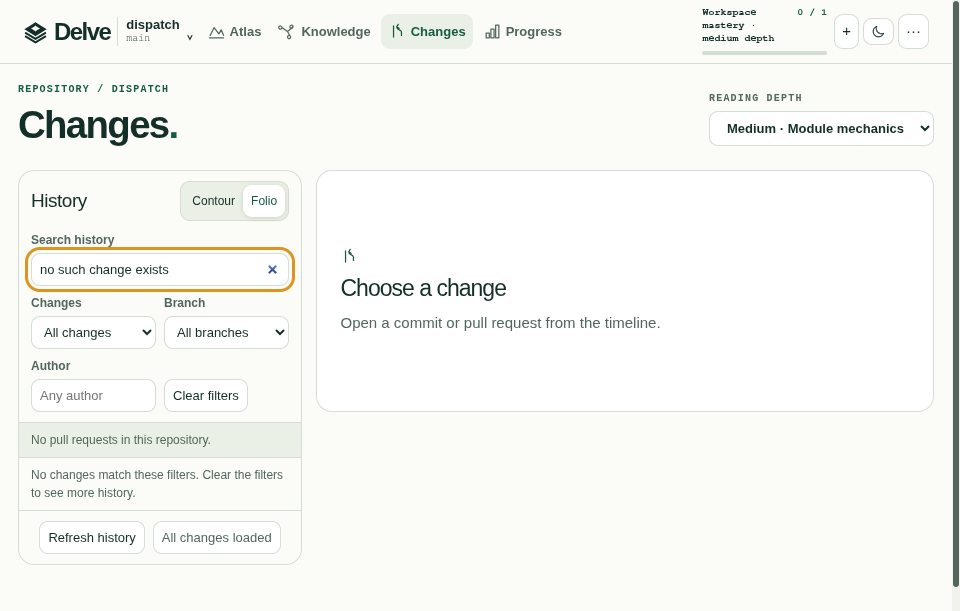 Delve
dispatch
main
Atlas
Knowledge
Changes
Progress
Workspace mastery · medium depth
0 / 1
+
···
REPOSITORY / DISPATCH
Changes.
READING DEPTH
Medium · Module mechanics
History
Contour
Folio
Search history
no such change exists
Changes
Branch
All changes
All branches
Author
Any author
Clear filters
No pull requests in this repository.
No changes match these filters. Clear the filters
to see more history.
Refresh history
All changes loaded
Choose a change
Open a commit or pull request from the timeline.